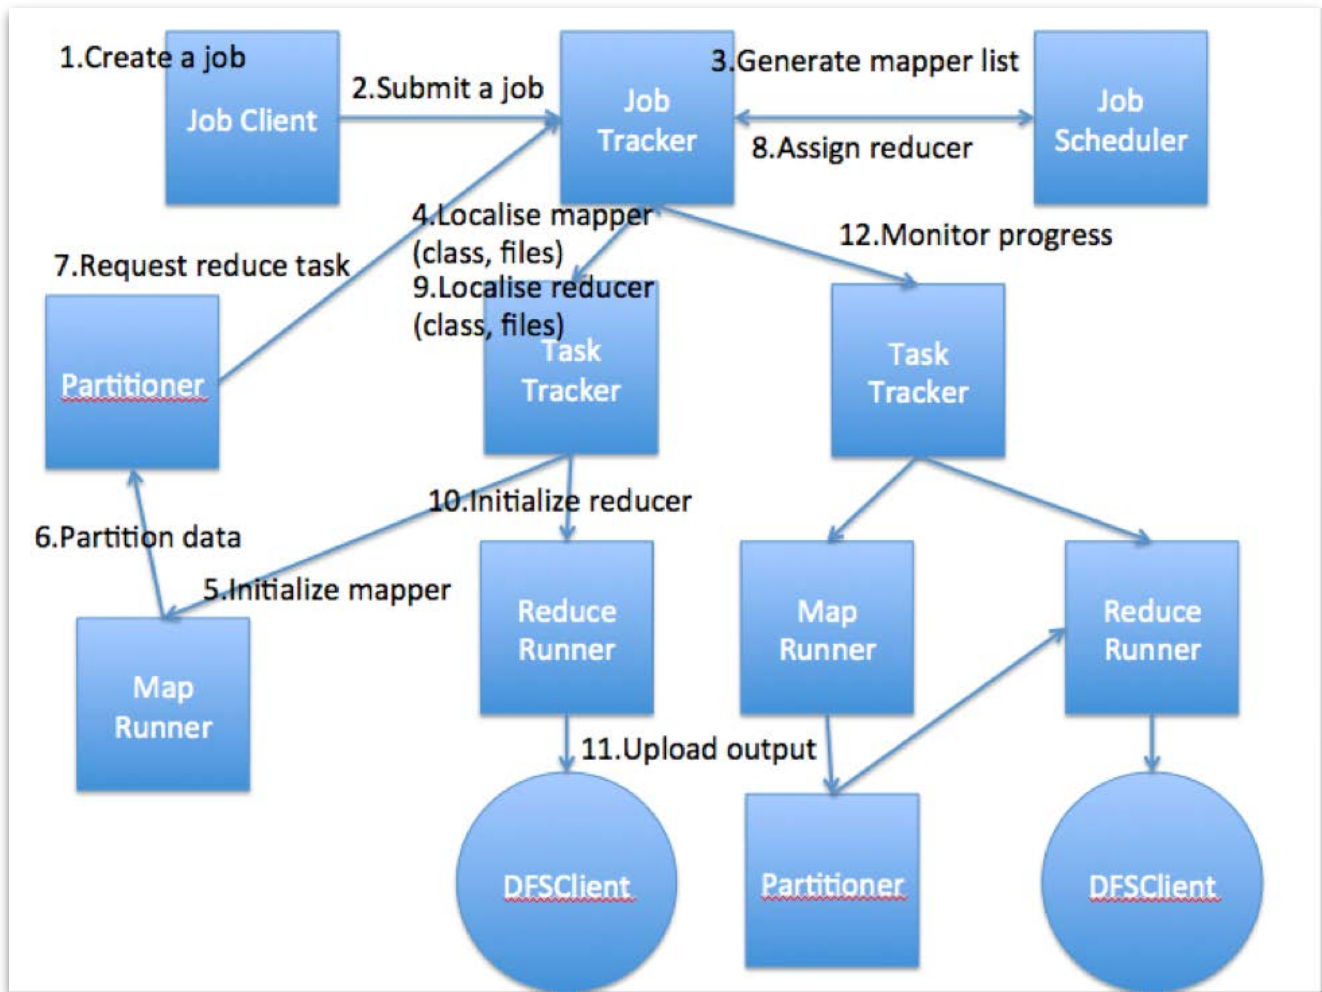 1.Create a job
Job Client
2.Submit a job
Job
Tracker
3.Generate mapper list
8.Assign reducer
Job
Scheduler
4.Localise mapper
(class, files)
9.Localise reducer
(class, files)
12.Monitor progress
7.Request reduce task
Partitioner
Task
Tracker
Task
Tracker
10.Initialize reducer
6.Partition data
5.Initialize mapper
Map
Runner
Reduce
Runner
Map
Runner
Reduce
Runner
11.Upload output
DFSClient
Partitioner
DFSClient